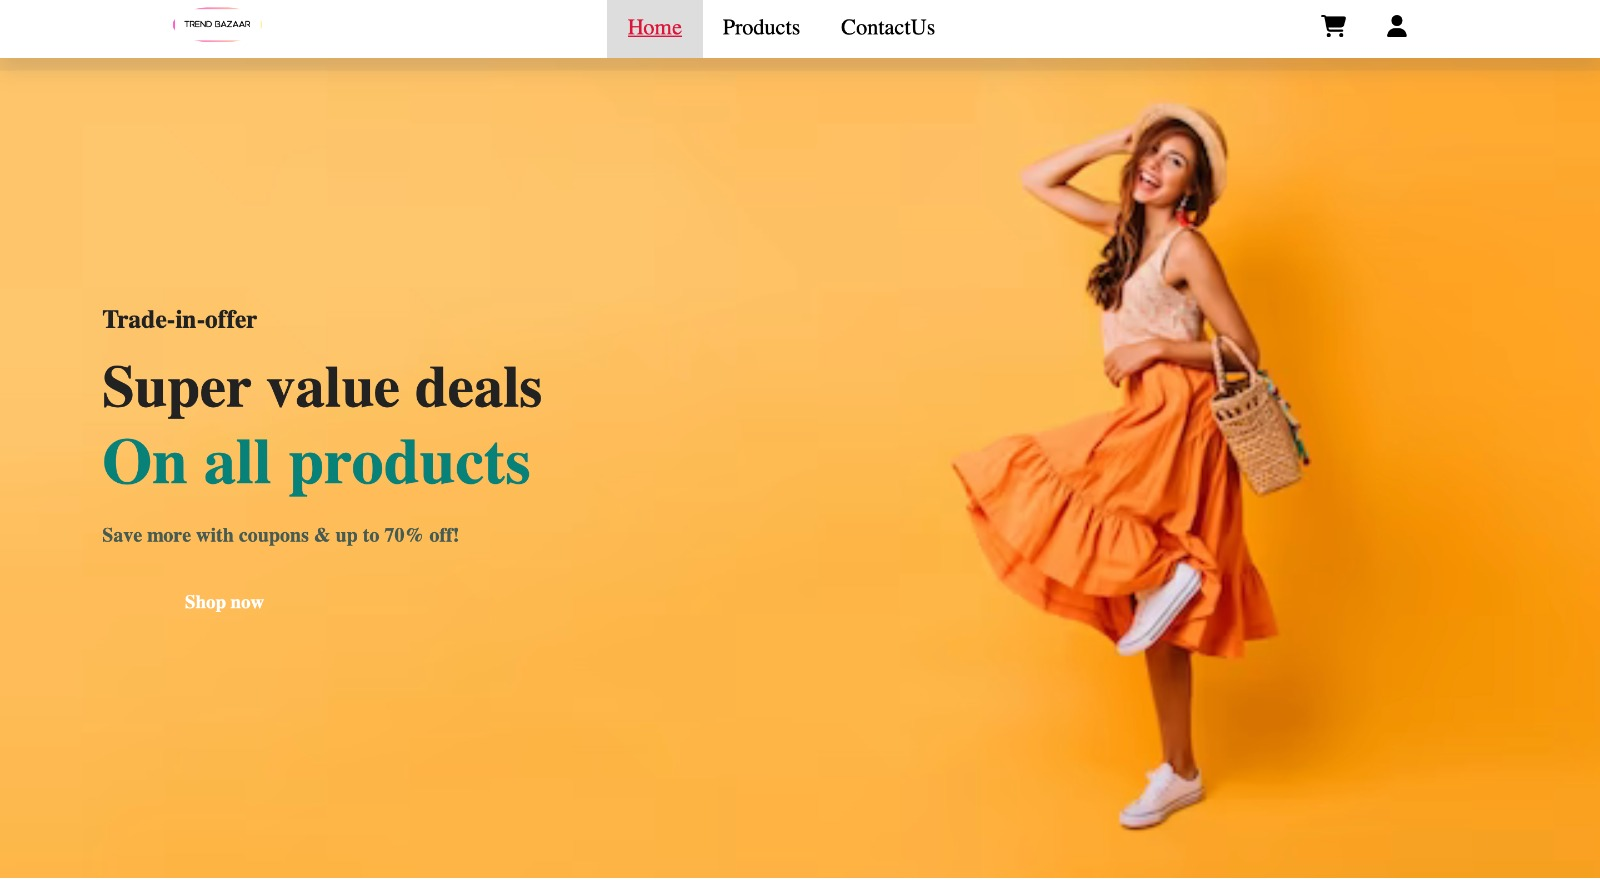 TREND BAZAAR
Home
Products
ContactUs
Trade-in-offer
Super value deals
On all products
Save more with coupons & up to 70% off!
Shop now